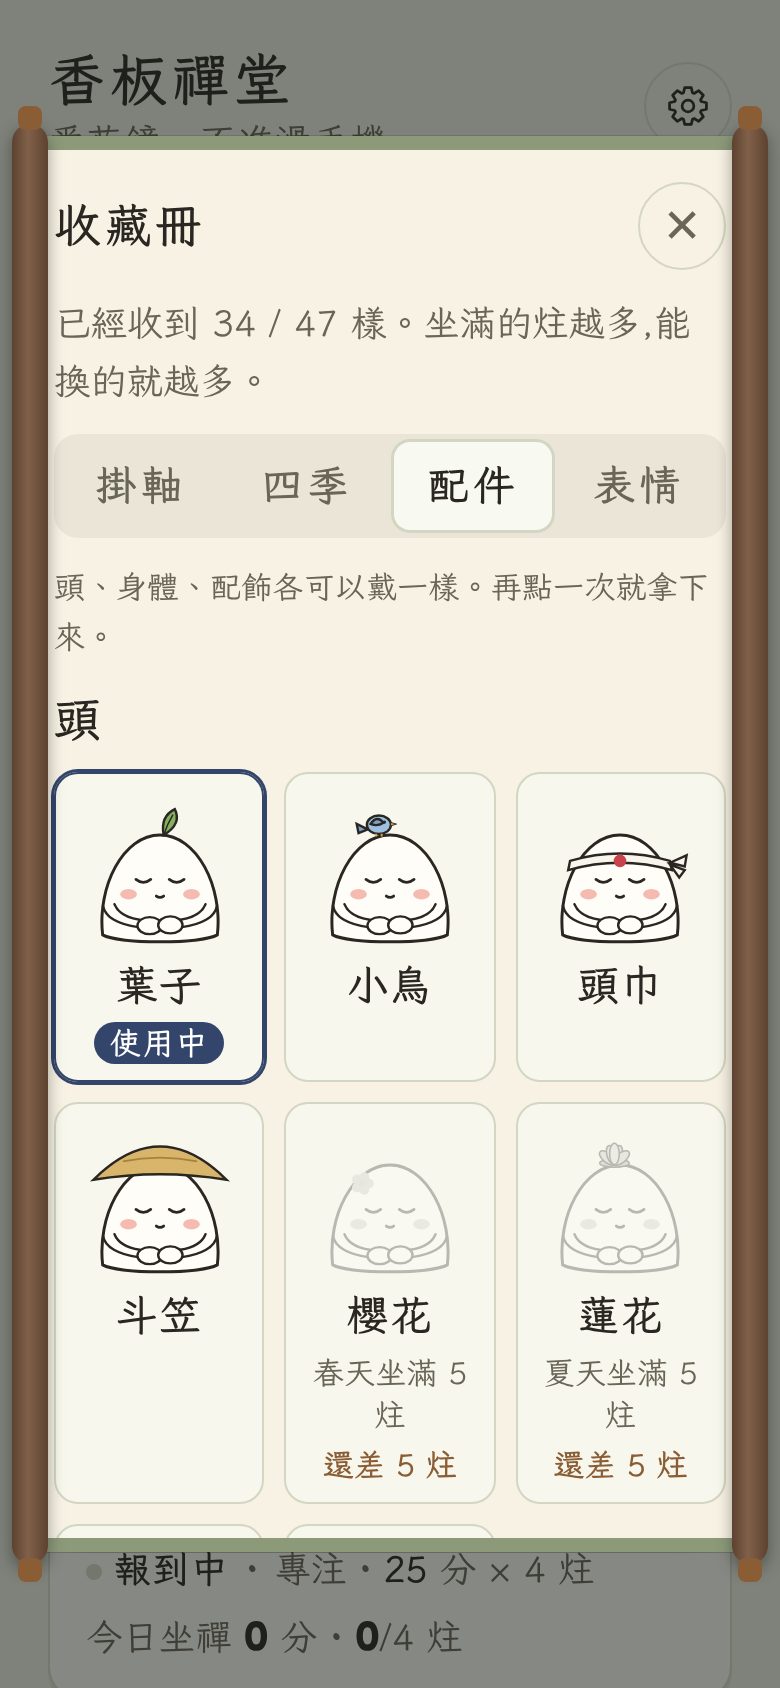 香板禪堂
收藏冊
已經收到 34 / 47 樣。坐滿的炷越多,能
換的就越多。
掛軸 四季 配件 表情
頭、身體、配飾各可以戴一樣。再點一次就拿下
來。
頭
葉子 小鳥 頭巾
使用中
斗笠 櫻花 蓮花
春天坐滿 5 夏天坐滿 5
炷 炷
還差 5 炷 還差 5 炷
報到中 · 專注 · 25 分 × 4 炷
今日坐禪 0 分 · 0/4 炷